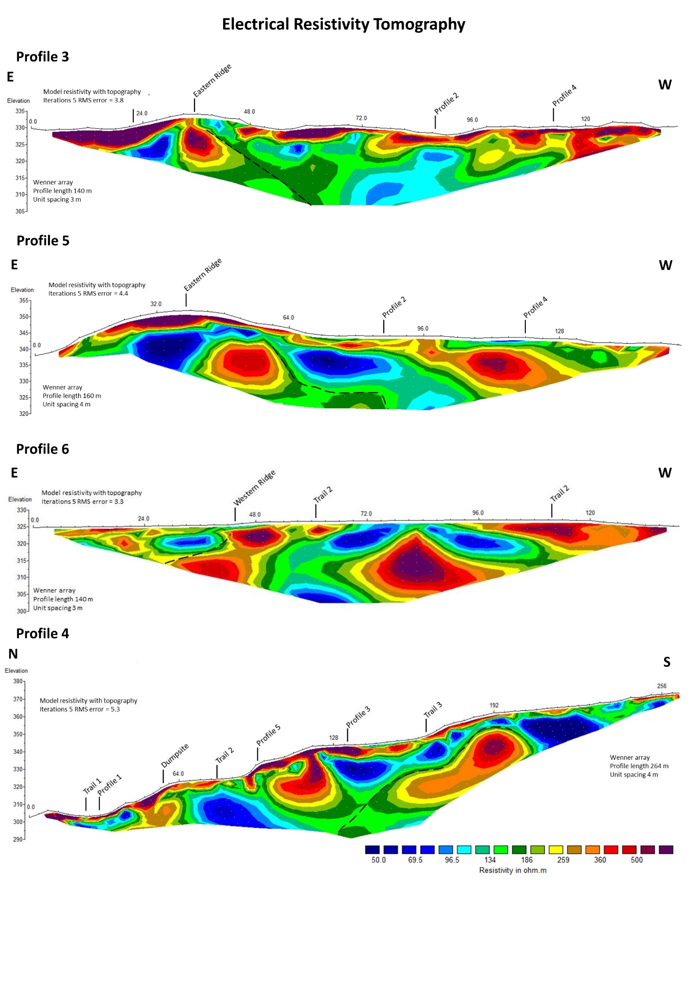 Electrical Resistivity Tomography
Profile 3
E
W
Eastern Ridge
Profile 2
Profile 4
Model resistivity with topography
Iterations 5 RMS error = 3.8
Elevation
0.0
24.0
48.0
72.0
96.0
120
335
330
325
320
315
310
305
Wenner array
Profile length 140 m
Unit spacing 3 m
Profile 5
E
W
Eastern Ridge
Profile 2
Profile 4
Model resistivity with topography
Iterations 5 RMS error = 4.4
Elevation
0.0
32.0
64.0
96.0
128
355
350
345
340
335
330
325
320
Wenner array
Profile length 160 m
Unit spacing 4 m
Profile 6
E
W
Western Ridge
Trail 2
Trail 2
Model resistivity with topography
Iterations 5 RMS error = 3.3
Elevation
0.0
24.0
48.0
72.0
96.0
120
330
325
320
315
310
305
300
Wenner array
Profile length 140 m
Unit spacing 3 m
Profile 4
N
S
Elevation
Model resistivity with topography
Iterations 5 RMS error = 5.3
Trail 1
Profile 1
Dumpsite
Trail 2
Profile 5
Profile 3
Trail 3
0.0
64.0
128
192
256
380
370
360
350
340
330
320
310
300
290
Wenner array
Profile length 264 m
Unit spacing 4 m
50.0 69.5 96.5 134 186 259 360 500
Resistivity in ohm.m